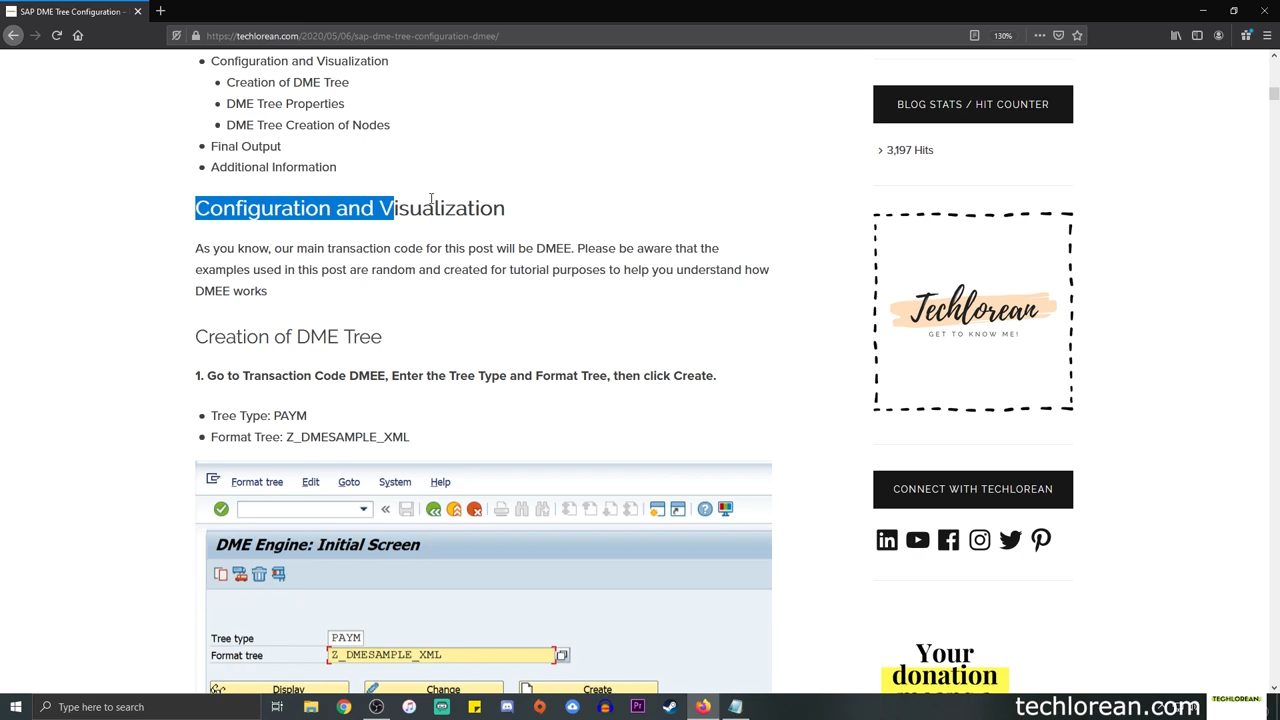 SAP DME Tree Configuration –
https://techlorean.com/2020/05/06/sap-dme-tree-configuration-dmee/
130%
Configuration and Visualization
Creation of DME Tree
DME Tree Properties
DME Tree Creation of Nodes
Final Output
Additional Information
Configuration and Visualization
As you know, our main transaction code for this post will be DMEE. Please be aware that the
examples used in this post are random and created for tutorial purposes to help you understand how
DMEE works
Creation of DME Tree
1. Go to Transaction Code DMEE, Enter the Tree Type and Format Tree, then click Create.
Tree Type: PAYM
Format Tree: Z_DMESAMPLE_XML
Format tree Edit Goto System Help
DME Engine: Initial Screen
Tree type PAYM
Format tree Z_DMESAMPLE_XML
Display Change Create
BLOG STATS / HIT COUNTER
3,197 Hits
Techlorean
GET TO KNOW ME!
CONNECT WITH TECHLOREAN
Your
donation
Type here to search
techlorean.com
TECHLOREAN